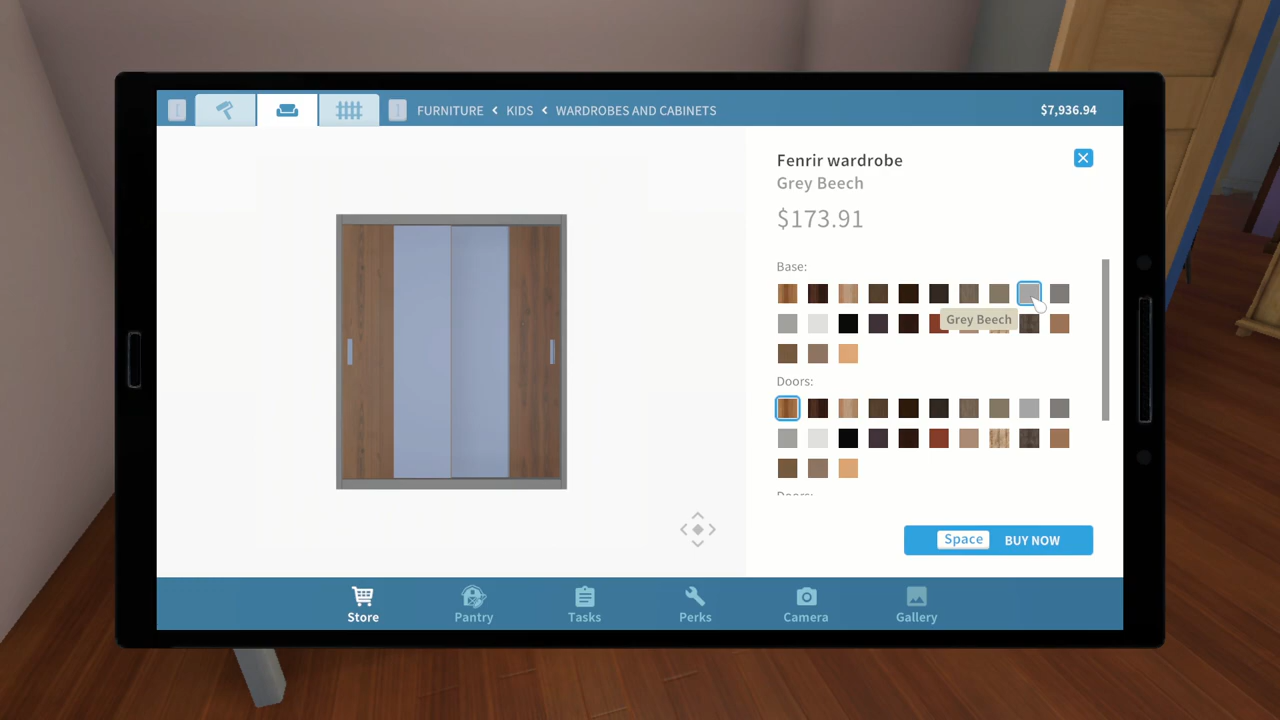 FURNITURE < KIDS < WARDROBES AND CABINETS
$7,936.94
Fenrir wardrobe
Grey Beech
$173.91
Base:
Grey Beech
Doors:
Doors:
Space BUY NOW
Store Pantry Tasks Perks Camera Gallery